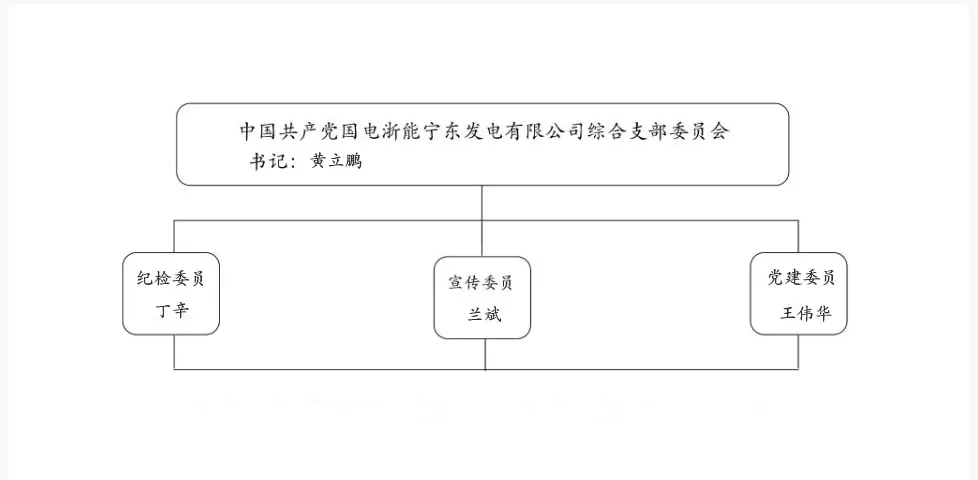 中国共产党国电浙能宁东发电有限公司综合支部委员会
书记：黄立鹏
纪检委员
丁辛
宣传委员
兰斌
党建委员
王伟华